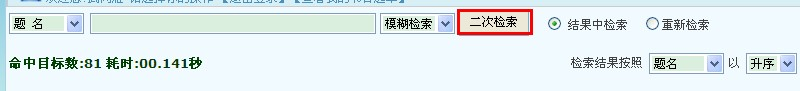 题 名 模糊检索 二次检索 结果中检索 重新检索
命中目标数:81 耗时:00.141秒 检索结果按照 题名 以 升序